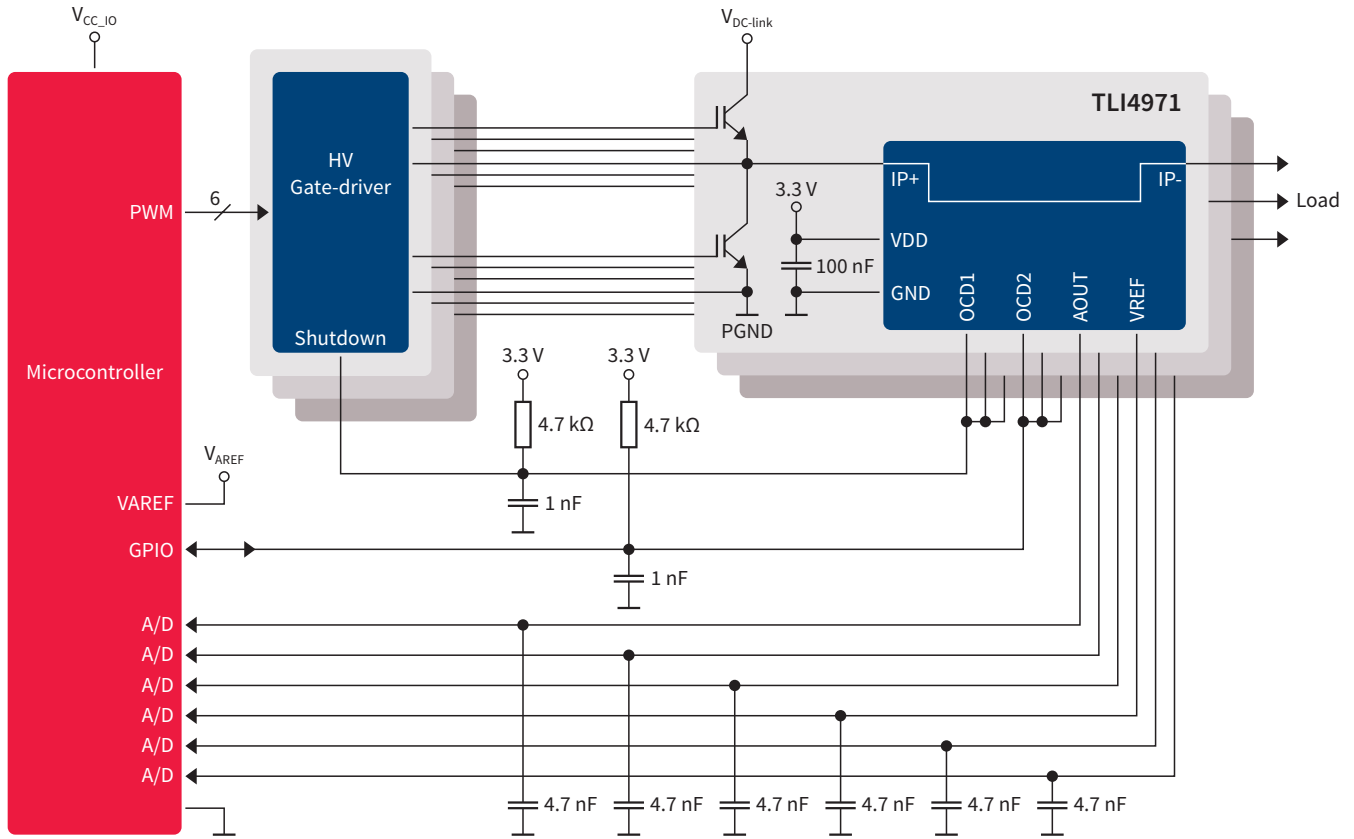 V_CC_IO
V_DC-link
TLI4971
HV
Gate-driver
IP+
IP-
3.3 V
6
PWM
Load
VDD
100 nF
GND
OCD1
OCD2
AOUT
VREF
PGND
Shutdown
3.3 V
3.3 V
Microcontroller
4.7 kΩ
4.7 kΩ
V_AREF
VAREF
1 nF
GPIO
1 nF
A/D
A/D
A/D
A/D
A/D
A/D
4.7 nF
4.7 nF
4.7 nF
4.7 nF
4.7 nF
4.7 nF